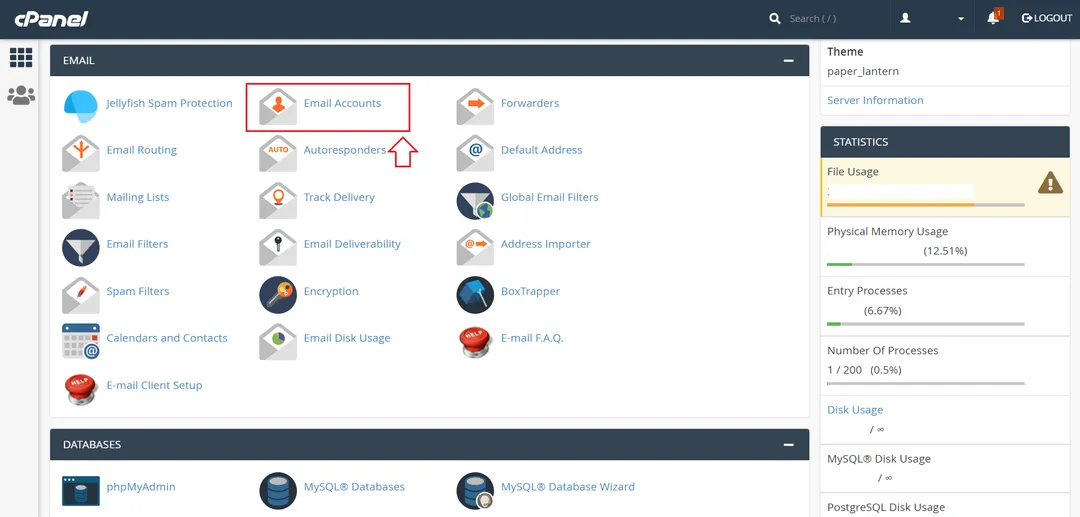 cPanel
Search ( / )
1
LOGOUT
EMAIL
Jellyfish Spam Protection
Email Accounts
Forwarders
Email Routing
AUTO
Autoresponders
@
Default Address
Mailing Lists
Track Delivery
Global Email Filters
Email Filters
Email Deliverability
@
Address Importer
Spam Filters
Encryption
BoxTrapper
@
Calendars and Contacts
Email Disk Usage
HELP
E-mail F.A.Q.
HELP
E-mail Client Setup
DATABASES
phpMyAdmin
MySQL® Databases
MySQL® Database Wizard
Theme
paper_lantern
Server Information
STATISTICS
File Usage
:
Physical Memory Usage
(12.51%)
Entry Processes
(6.67%)
Number Of Processes
1 / 200 (0.5%)
Disk Usage
/ ∞
MySQL® Disk Usage
/ ∞
PostgreSQL Disk Usage